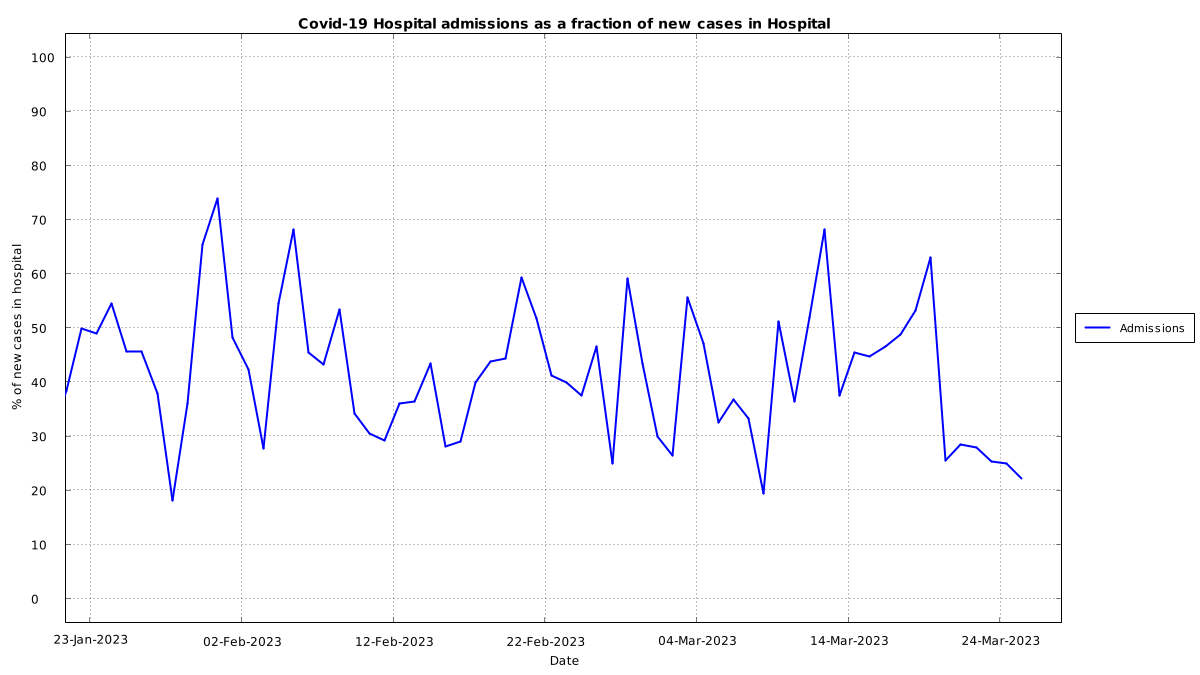 Covid-19 Hospital admissions as a fraction of new cases in Hospital
100
90
80
70
60
50
40
30
20
10
0
% of new cases in hospital
23-Jan-2023 02-Feb-2023 12-Feb-2023 22-Feb-2023 04-Mar-2023 14-Mar-2023 24-Mar-2023
Date
Admissions